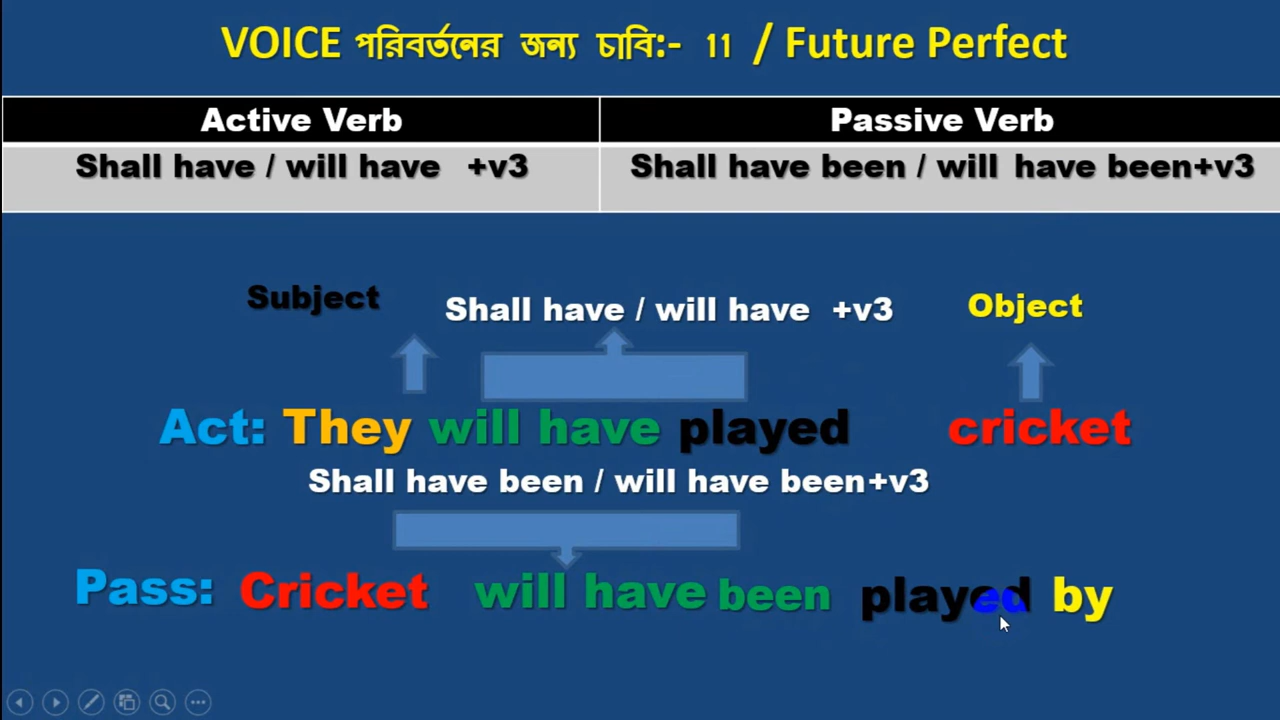 VOICE পরিবর্তনের জন্য চাবি:- 11 / Future Perfect
Active Verb
Passive Verb
Shall have / will have +v3
Shall have been / will have been+v3
Subject
Shall have / will have +v3
Object
Act: They will have played cricket
Shall have been / will have been+v3
Pass: Cricket will have been played by